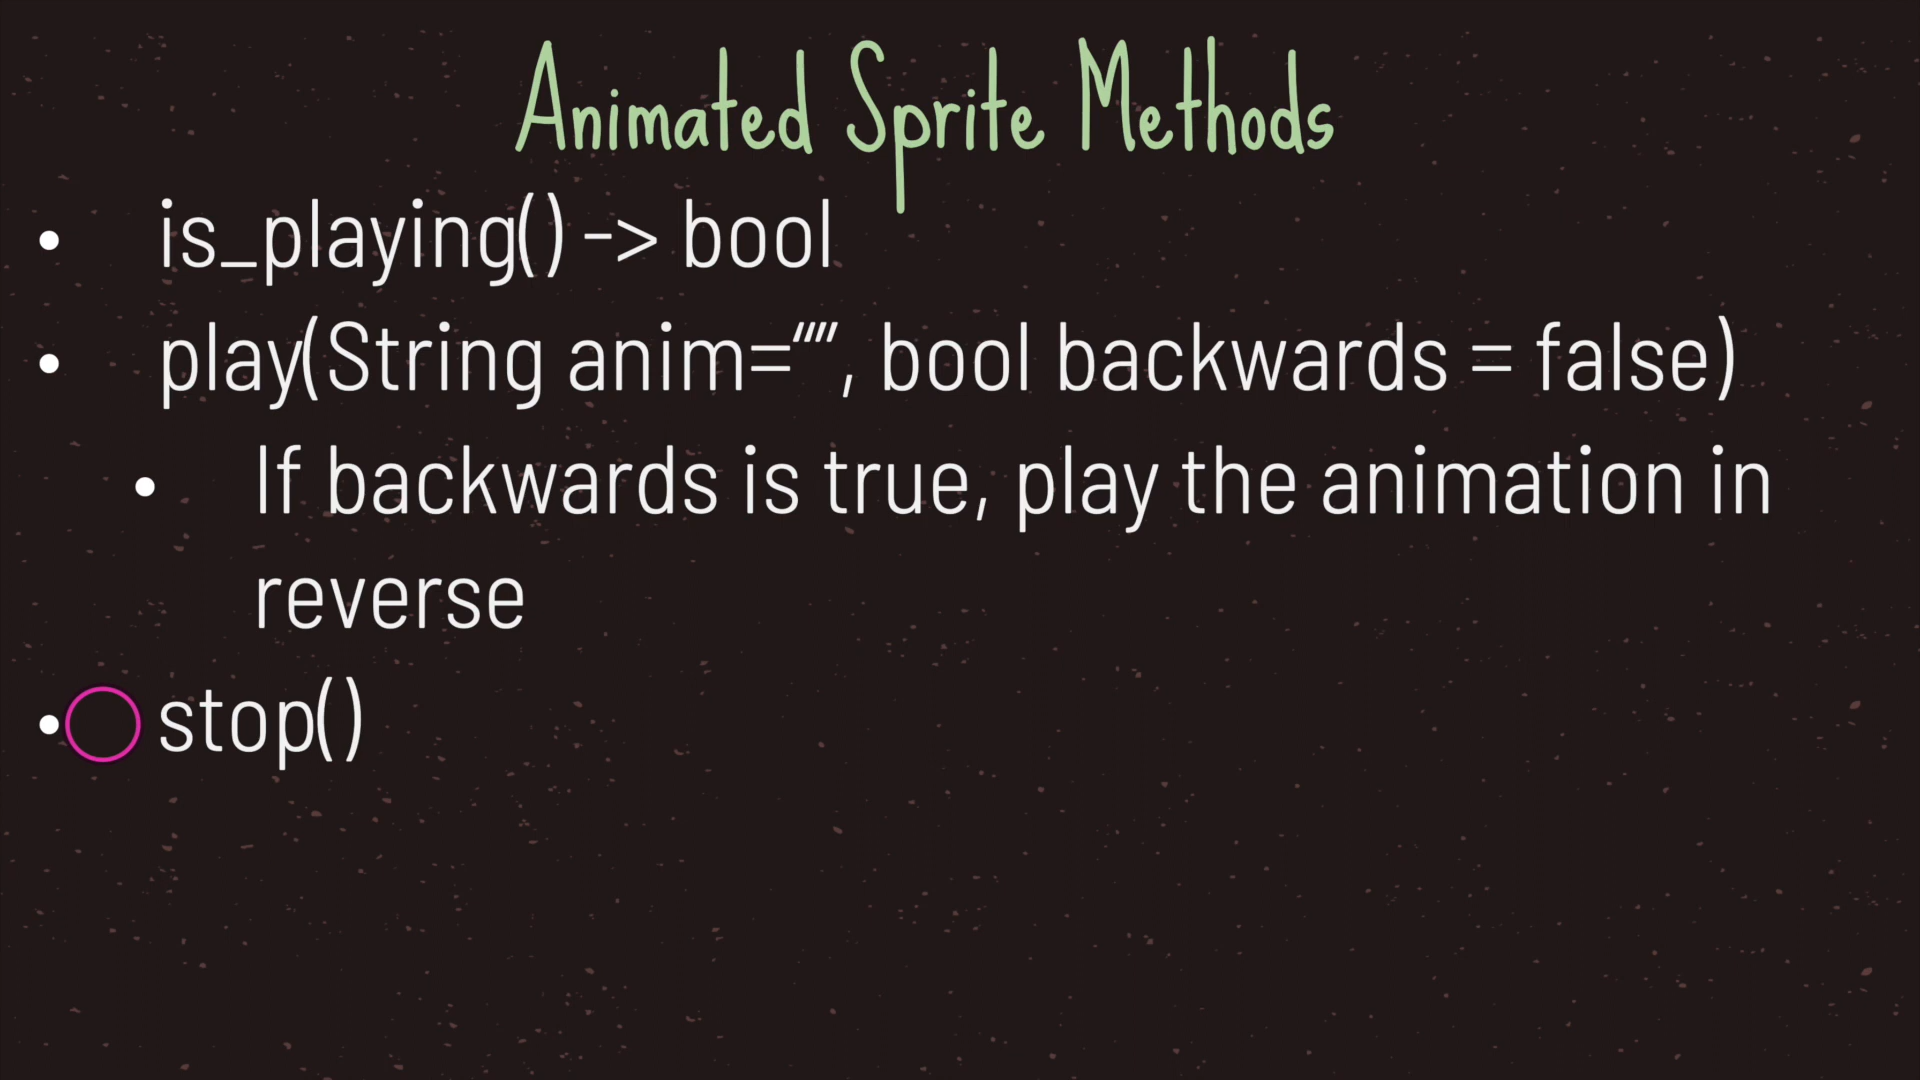 Animated Sprite Methods
• is_playing() -> bool
• play(String anim="", bool backwards = false)
• If backwards is true, play the animation in
reverse
• stop()